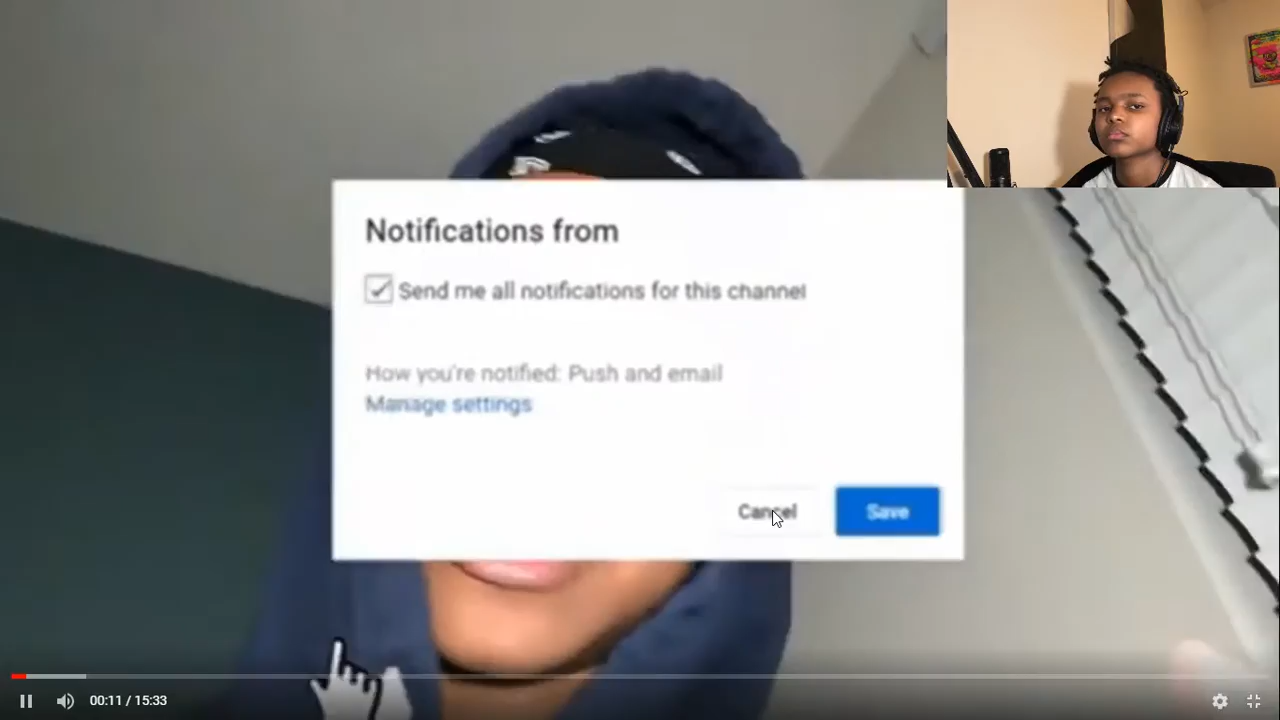 Notifications from
Send me all notifications for this channel
How you're notified: Push and email
Manage settings
Cancel
Save
00:11 / 15:33